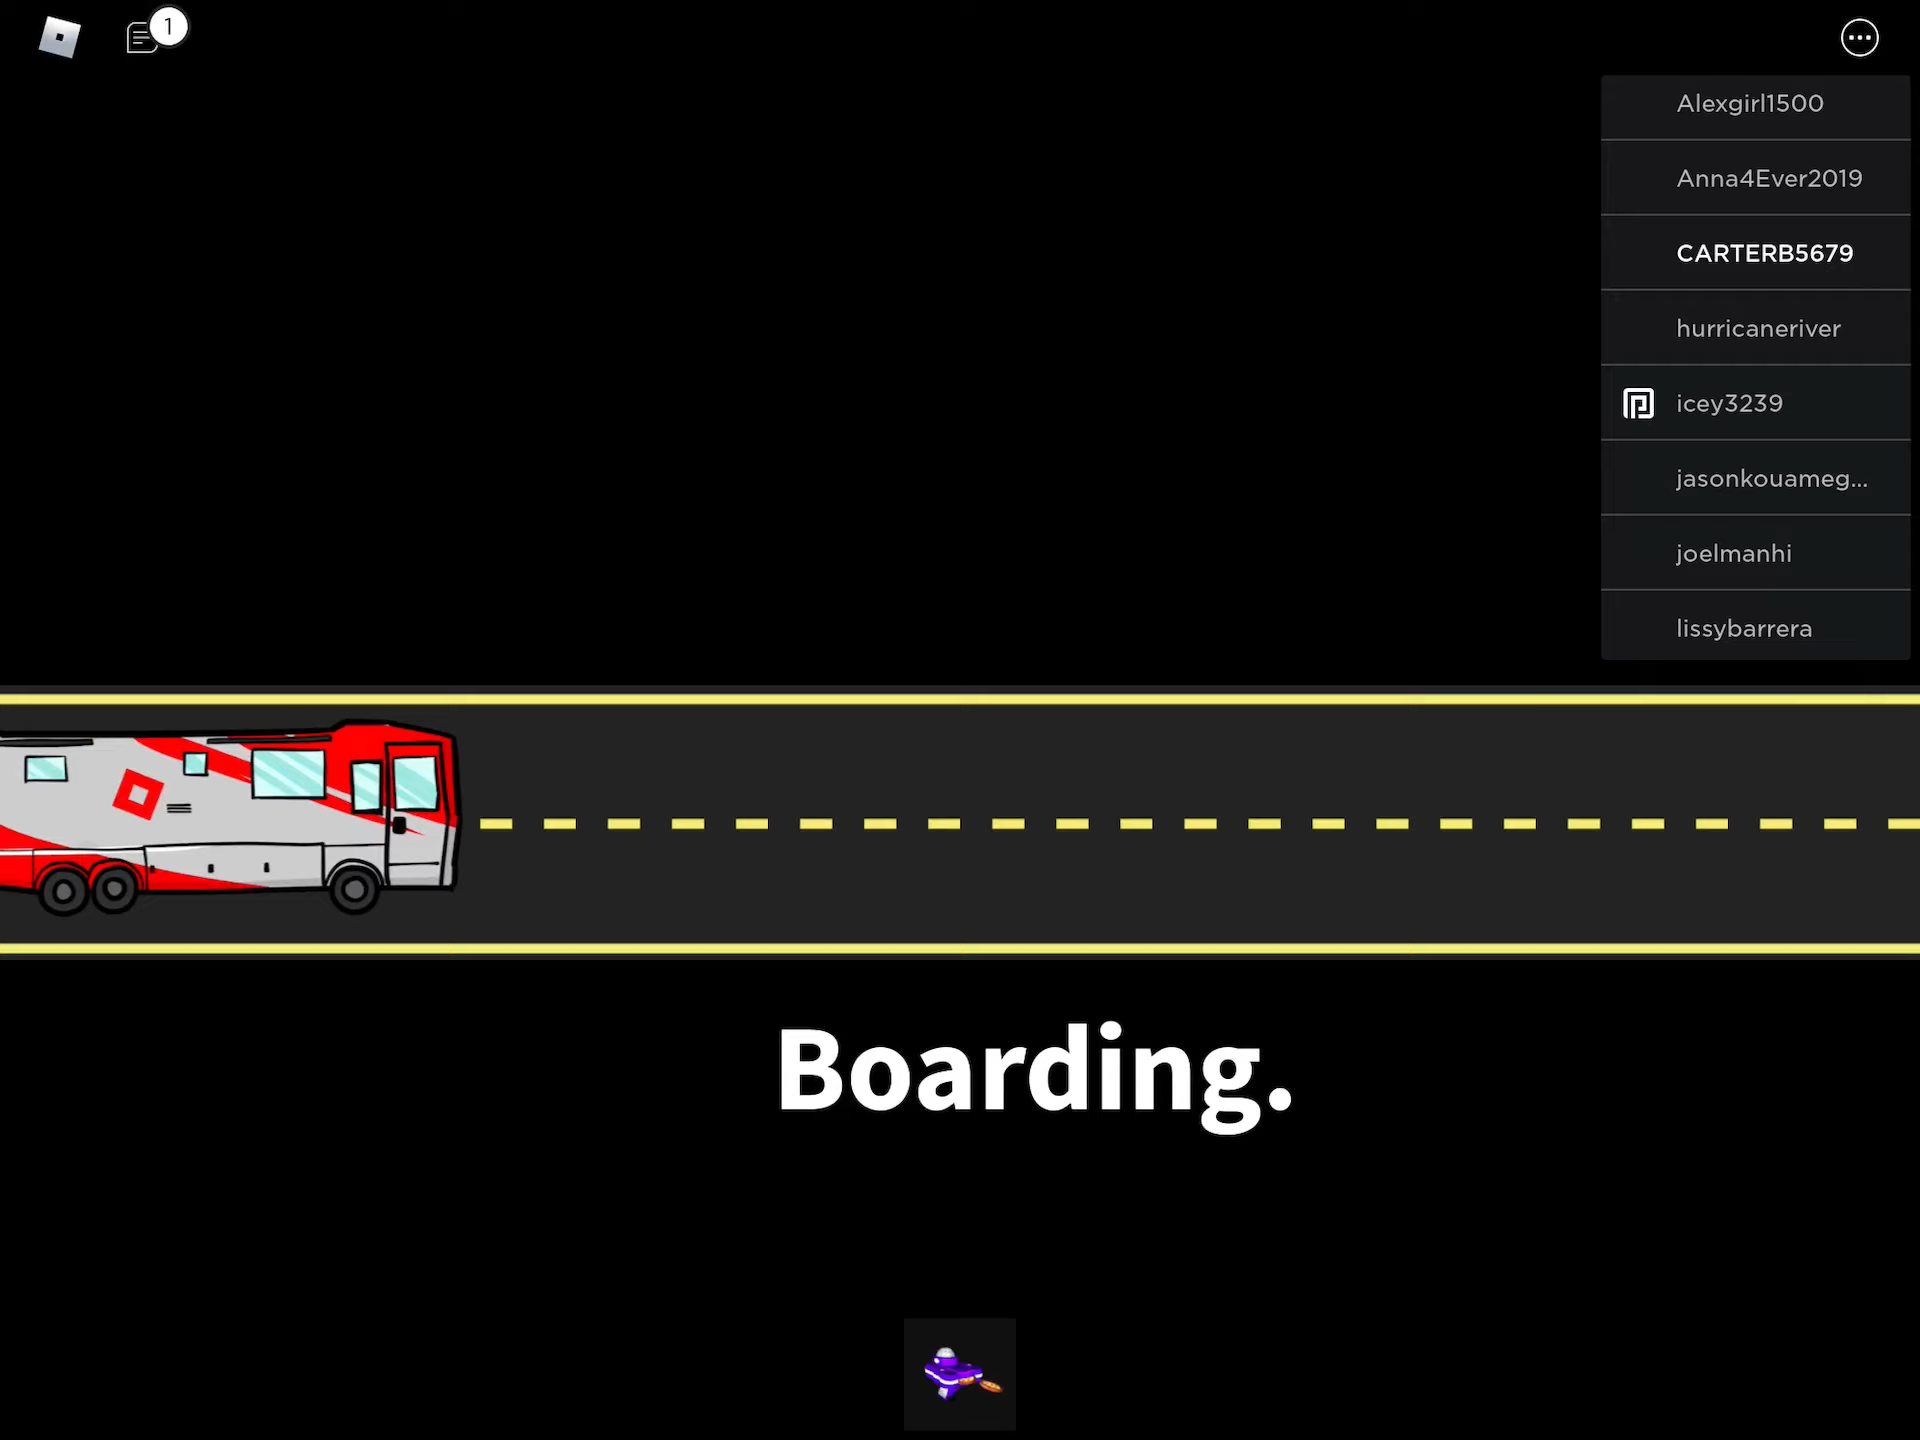 1
Alexgirl1500
Anna4Ever2019
CARTERB5679
hurricaneriver
icey3239
jasonkouameg...
joelmanhi
lissybarrera
Boarding.